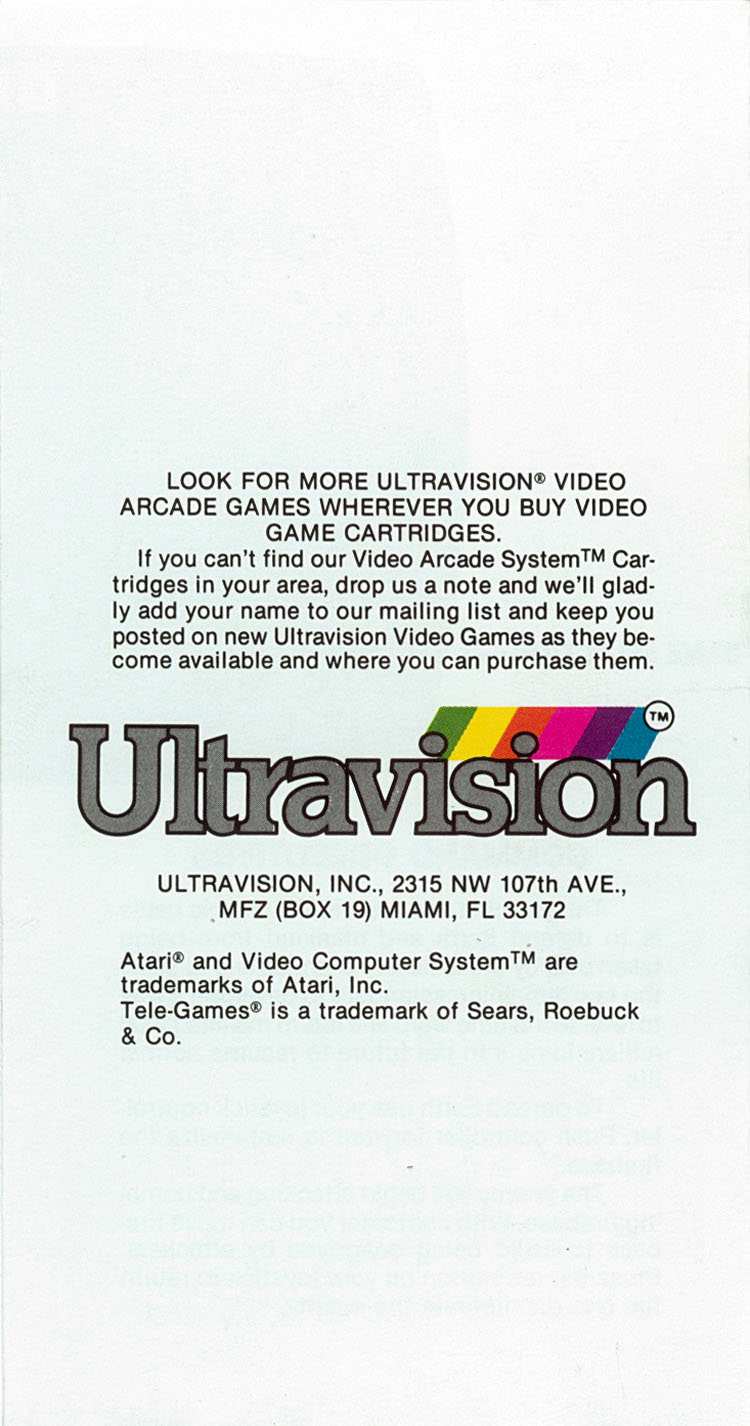 LOOK FOR MORE ULTRAVISION® VIDEO
ARCADE GAMES WHEREVER YOU BUY VIDEO
GAME CARTRIDGES.
If you can't find our Video Arcade System™ Car-
tridges in your area, drop us a note and we'll glad-
ly add your name to our mailing list and keep you
posted on new Ultravision Video Games as they be-
come available and where you can purchase them.
TM
Ultravision
ULTRAVISION, INC., 2315 NW 107th AVE.,
MFZ (BOX 19) MIAMI, FL 33172
Atari® and Video Computer System™ are
trademarks of Atari, Inc.
Tele-Games® is a trademark of Sears, Roebuck
& Co.